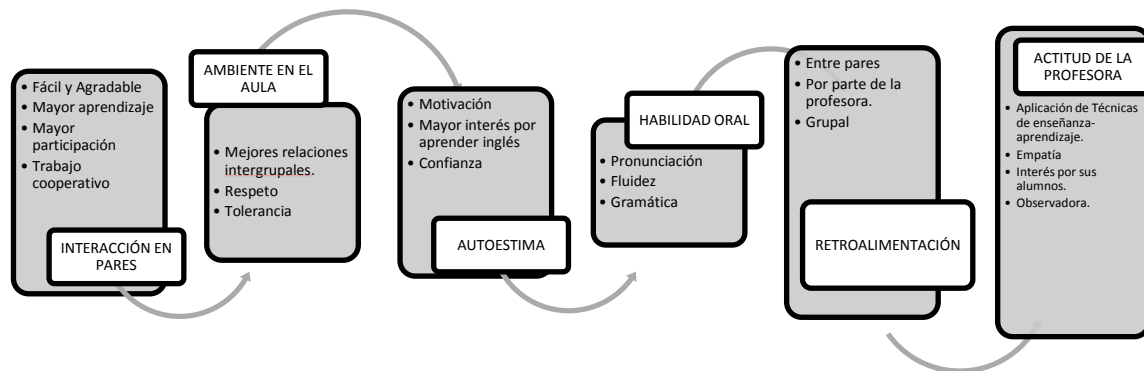 • Fácil y Agradable
• Mayor aprendizaje
• Mayor
participación
• Trabajo
cooperativo
INTERACCIÓN EN
PARES
AMBIENTE EN EL
AULA
• Mejores relaciones
intergrupales.
• Respeto
• Tolerancia
• Motivación
• Mayor interés por
aprender inglés
• Confianza
AUTOESTIMA
HABILIDAD ORAL
• Pronunciación
• Fluidez
• Gramática
• Entre pares
• Por parte de la
profesora.
• Grupal
RETROALIMENTACIÓN
ACTITUD DE LA
PROFESORA
• Aplicación de Técnicas
de enseñanza-
aprendizaje.
• Empatía
• Interés por sus
alumnos.
• Observadora.